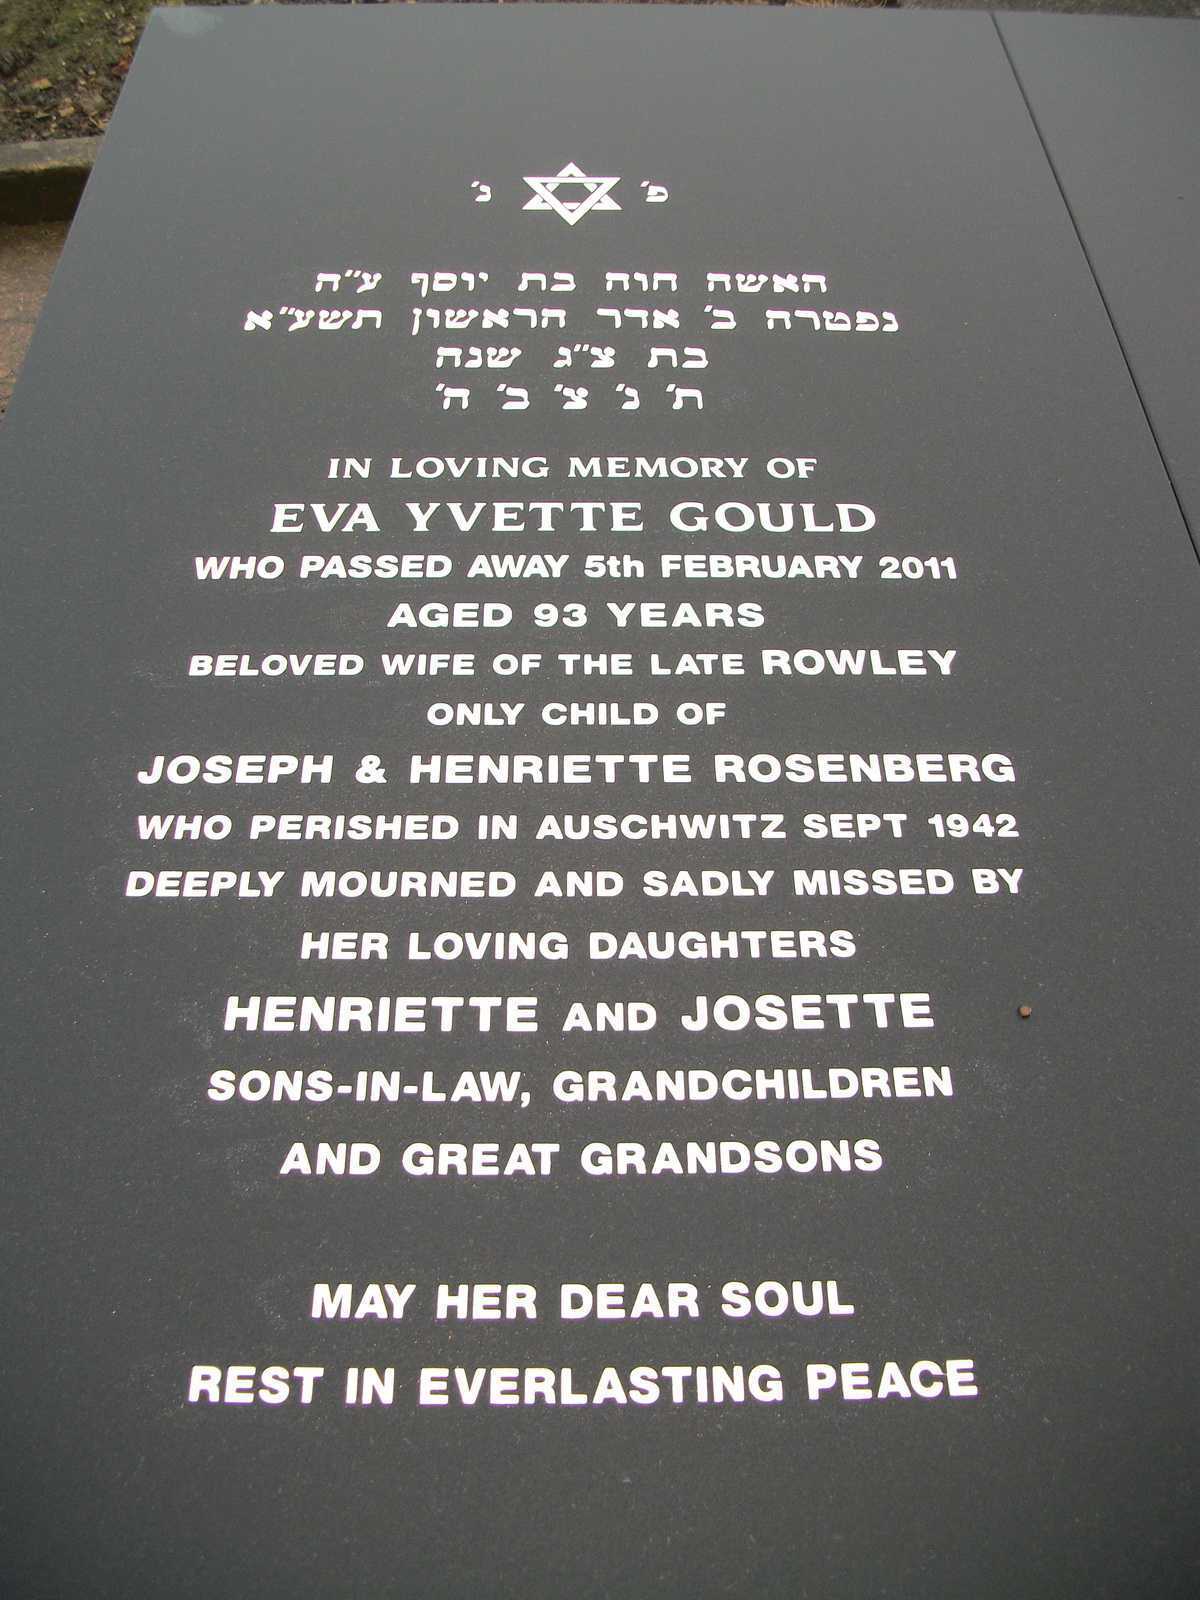 פ' נ'
האשה חוה בת יוסף ע"ה
נפטרה ב' אדר הראשון תשע"א
בת צ"ג שנה
ת' נ' צ' ב' ה'
IN LOVING MEMORY OF
EVA YVETTE GOULD
WHO PASSED AWAY 5th FEBRUARY 2011
AGED 93 YEARS
BELOVED WIFE OF THE LATE ROWLEY
ONLY CHILD OF
JOSEPH & HENRIETTE ROSENBERG
WHO PERISHED IN AUSCHWITZ SEPT 1942
DEEPLY MOURNED AND SADLY MISSED BY
HER LOVING DAUGHTERS
HENRIETTE AND JOSETTE
SONS-IN-LAW, GRANDCHILDREN
AND GREAT GRANDSONS
MAY HER DEAR SOUL
REST IN EVERLASTING PEACE